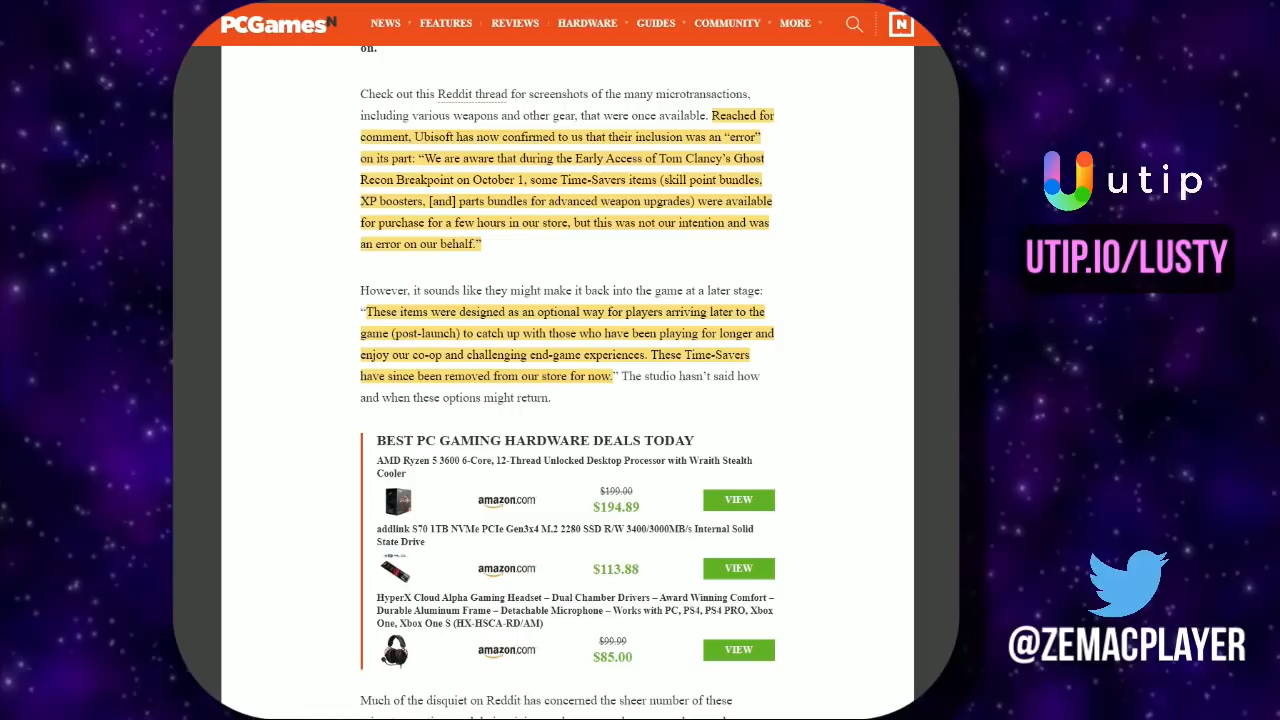 PCGamesN
NEWS FEATURES REVIEWS HARDWARE GUIDES COMMUNITY MORE
N
on.
Check out this Reddit thread for screenshots of the many microtransactions,
including various weapons and other gear, that were once available. Reached for
comment, Ubisoft has now confirmed to us that their inclusion was an “error”
on its part: “We are aware that during the Early Access of Tom Clancy’s Ghost
Recon Breakpoint on October 1, some Time-Savers items (skill point bundles,
XP boosters, [and] parts bundles for advanced weapon upgrades) were available
for purchase for a few hours in our store, but this was not our intention and was
an error on our behalf.”
However, it sounds like they might make it back into the game at a later stage:
“These items were designed as an optional way for players arriving later to the
game (post-launch) to catch up with those who have been playing for longer and
enjoy our co-op and challenging end-game experiences. These Time-Savers
have since been removed from our store for now.” The studio hasn’t said how
and when these options might return.
BEST PC GAMING HARDWARE DEALS TODAY
AMD Ryzen 5 3600 6-Core, 12-Thread Unlocked Desktop Processor with Wraith Stealth
Cooler
amazon.com $199.00 VIEW
$194.89
addlink S70 1TB NVMe PCIe Gen3x4 M.2 2280 SSD R/W 3400/3000MB/s Internal Solid
State Drive
amazon.com $113.88 VIEW
HyperX Cloud Alpha Gaming Headset – Dual Chamber Drivers – Award Winning Comfort –
Durable Aluminum Frame – Detachable Microphone – Works with PC, PS4, PS4 PRO, Xbox
One, Xbox One S (HX-HSCA-RD/AM)
amazon.com $99.99 VIEW
$85.00
Much of the disquiet on Reddit has concerned the sheer number of these
utip
UTIP.IO/LUSTY
@ZEMACPLAYER